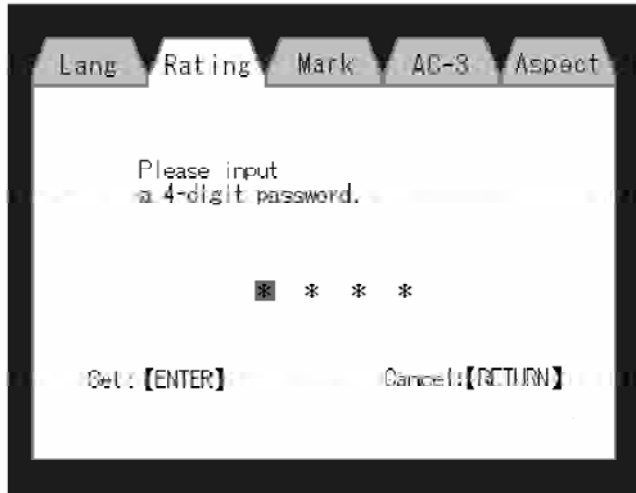 Lang Rating Mark AC-3 Aspect
Please input
a 4-digit password.
* * * *
Set:【ENTER】 Cancel:【RETURN】